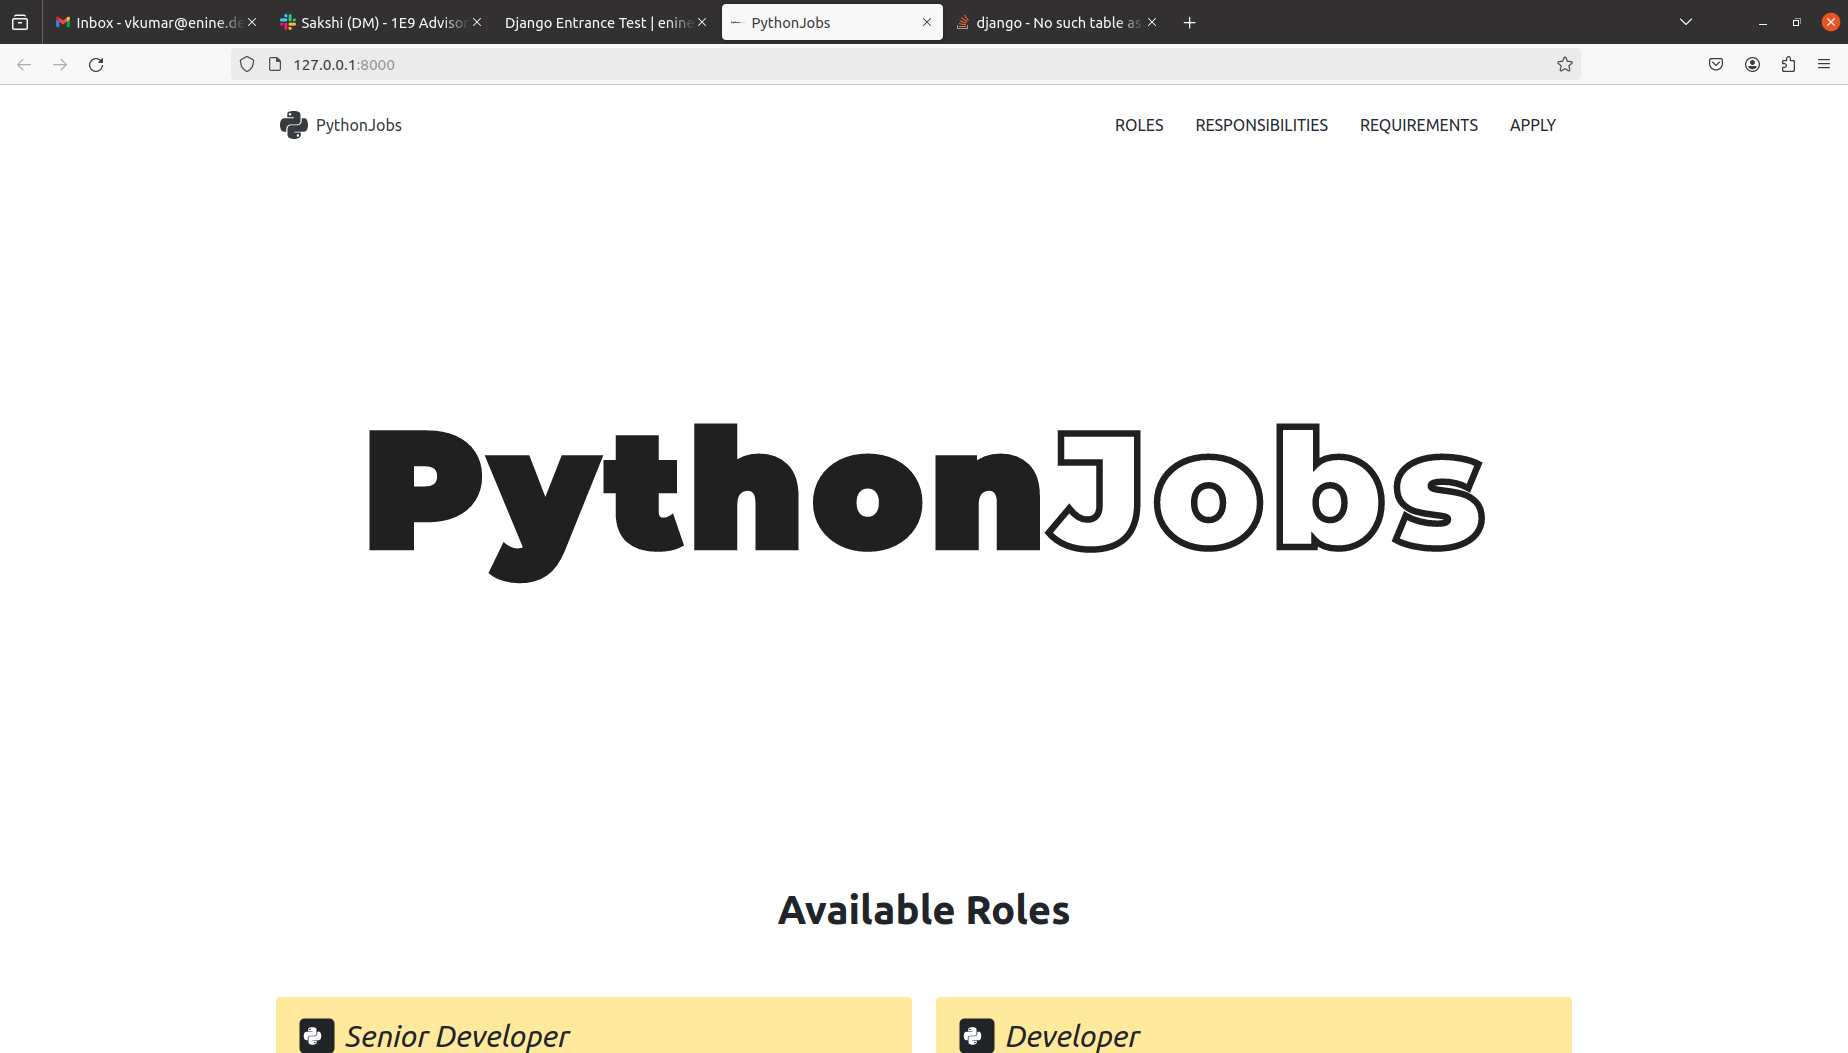 Inbox - vkumar@enine.de
Sakshi (DM) - 1E9 Advisor
Django Entrance Test | enine
PythonJobs
django - No such table as
127.0.0.1:8000
PythonJobs
ROLES
RESPONSIBILITIES
REQUIREMENTS
APPLY
PythonJobs
Available Roles
Senior Developer
Developer